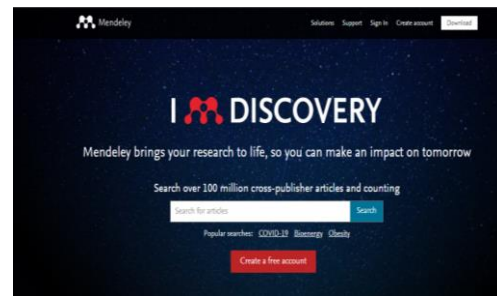 Mendeley
Solutions Support Sign In Create account Download
I DISCOVERY
Mendeley brings your research to life, so you can make an impact on tomorrow
Search over 100 million cross-publisher articles and counting
Search for articles Search
Popular searches: COVID-19 Bioenergy Obesity
Create a free account